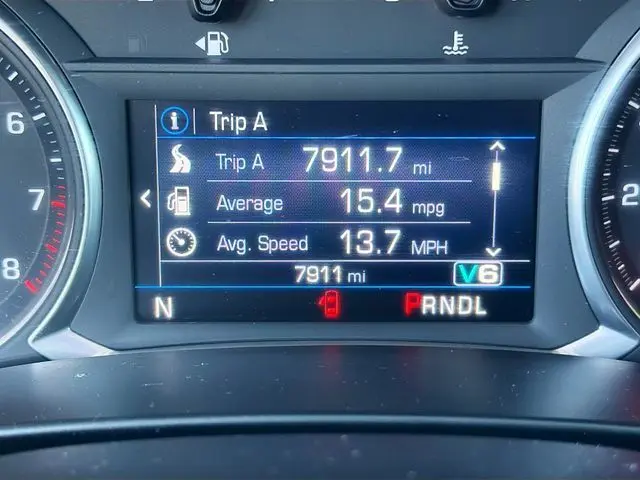 i Trip A
Trip A 7911.7 mi
Average 15.4 mpg
Avg. Speed 13.7 MPH
7911 mi V6
N PRNDL
6
7
8
2